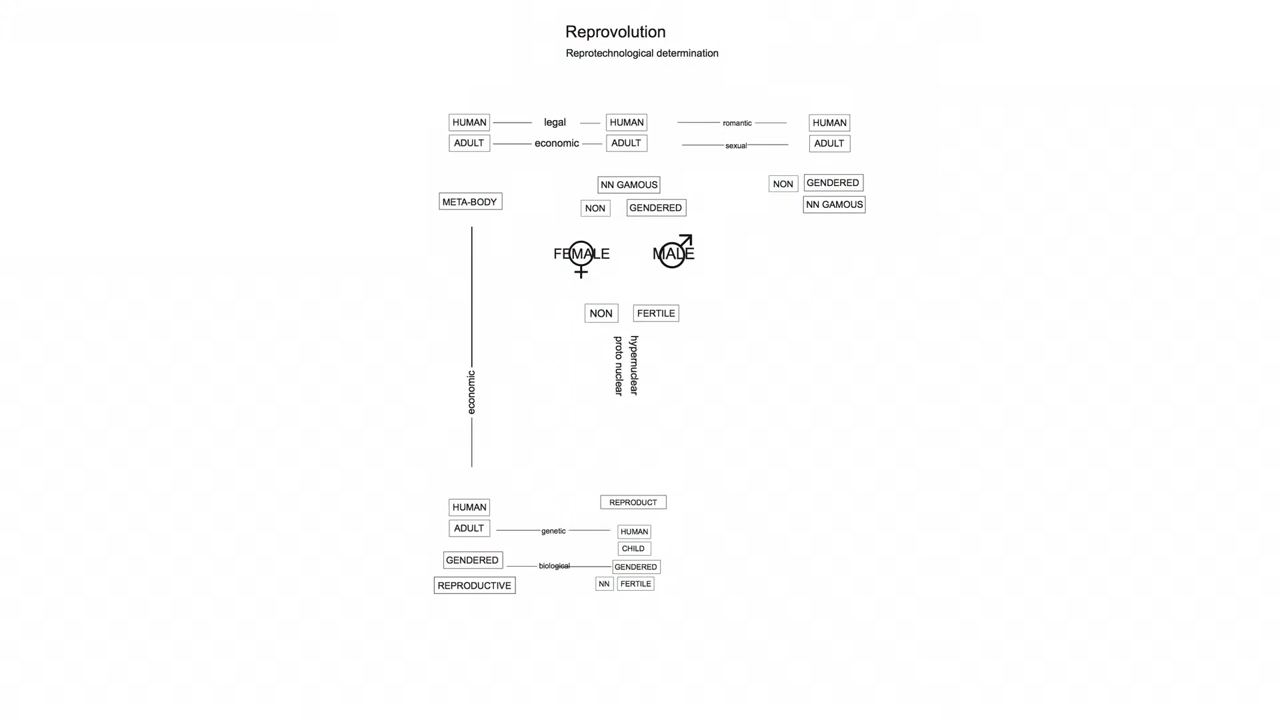 Reprovolution
Reprotechnological determination
HUMAN legal HUMAN romantic HUMAN
ADULT economic ADULT sexual ADULT
NN GAMOUS NON GENDERED
META-BODY NON GENDERED NN GAMOUS
FEMALE MALE
NON FERTILE
hypernuclear
proto nuclear
economic
HUMAN REPRODUCT
ADULT genetic HUMAN
CHILD
GENDERED biological GENDERED
REPRODUCTIVE NN FERTILE